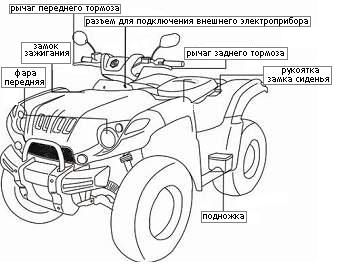 рычаг переднего тормоза
разъем для подключения внешнего электроприбора
замок
зажигания
рычаг заднего тормоза
фара
передняя
рукоятка
замка сиденья
подножка